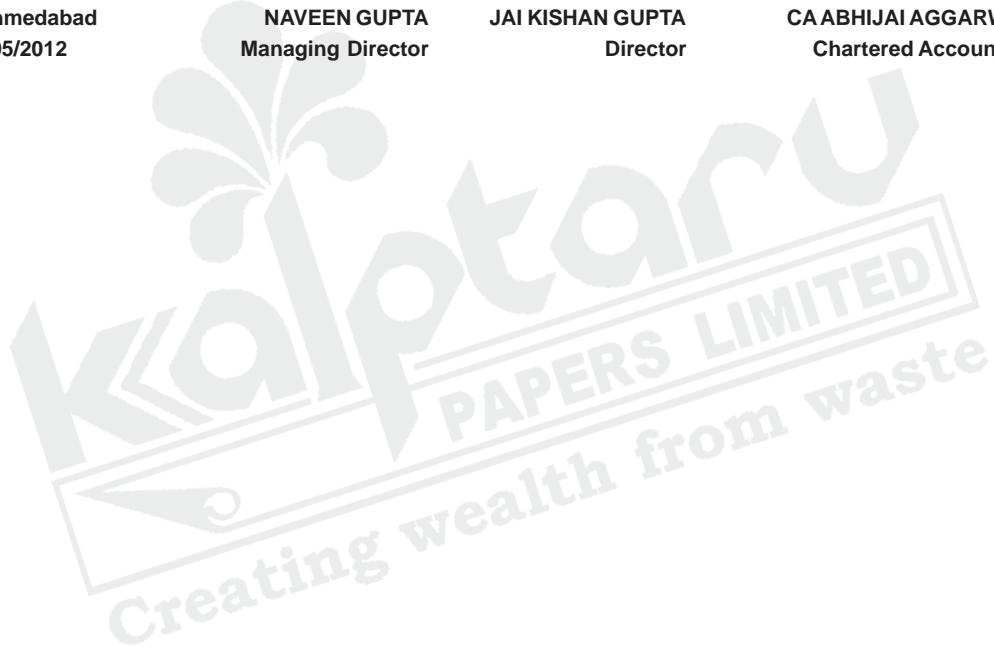 medabad NAVEEN GUPTA JAI KISHAN GUPTA CA ABHIJAI AGGARW
05/2012 Managing Director Director Chartered Accoun
kalptaru
PAPERS LIMITED
Creating wealth from waste